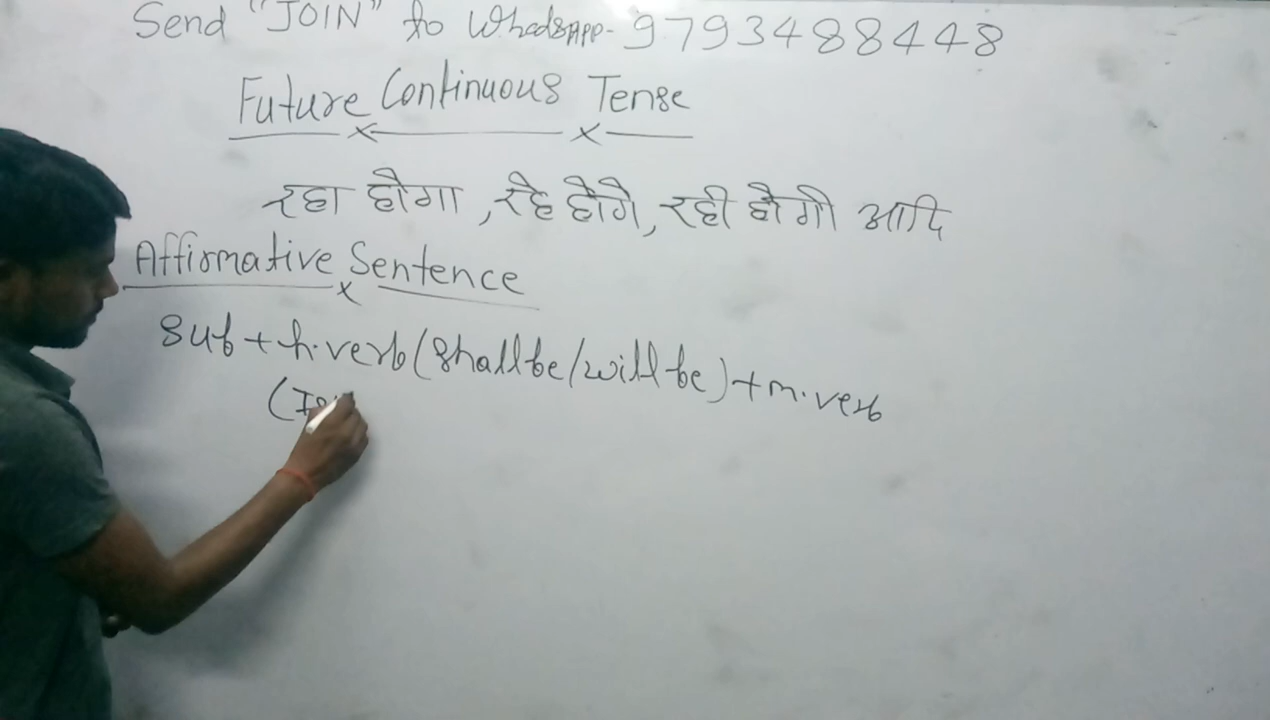 Send "JOIN" to WhatsApp-9793488448
Future Continuous Tense
रहा होगा, रहे होंगे, रही होगी आदि
Affirmative Sentence
Sub + h.verb (Shall be/will be) + m.verb